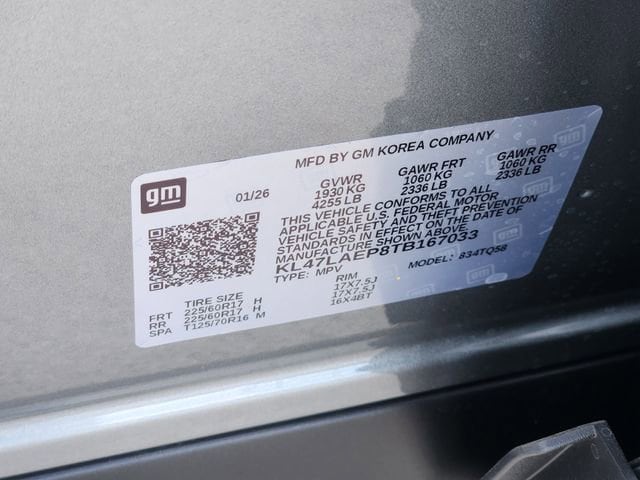 MFD BY GM KOREA COMPANY
gm
01/26
GVWR GAWR FRT GAWR RR
1930 KG 1060 KG 1060 KG
4255 LB 2336 LB 2336 LB
THIS VEHICLE CONFORMS TO ALL
APPLICABLE U.S. FEDERAL MOTOR
VEHICLE SAFETY AND THEFT PREVENTION
STANDARDS IN EFFECT ON THE DATE OF
MANUFACTURE SHOWN ABOVE.
KL47LAEP8TB167033
TYPE: MPV MODEL: 834TQ58
TIRE SIZE RIM
FRT 225/60R17 H 17X7.5J
RR 225/60R17 H 17X7.5J
SPA T125/70R16 M 16X4BT